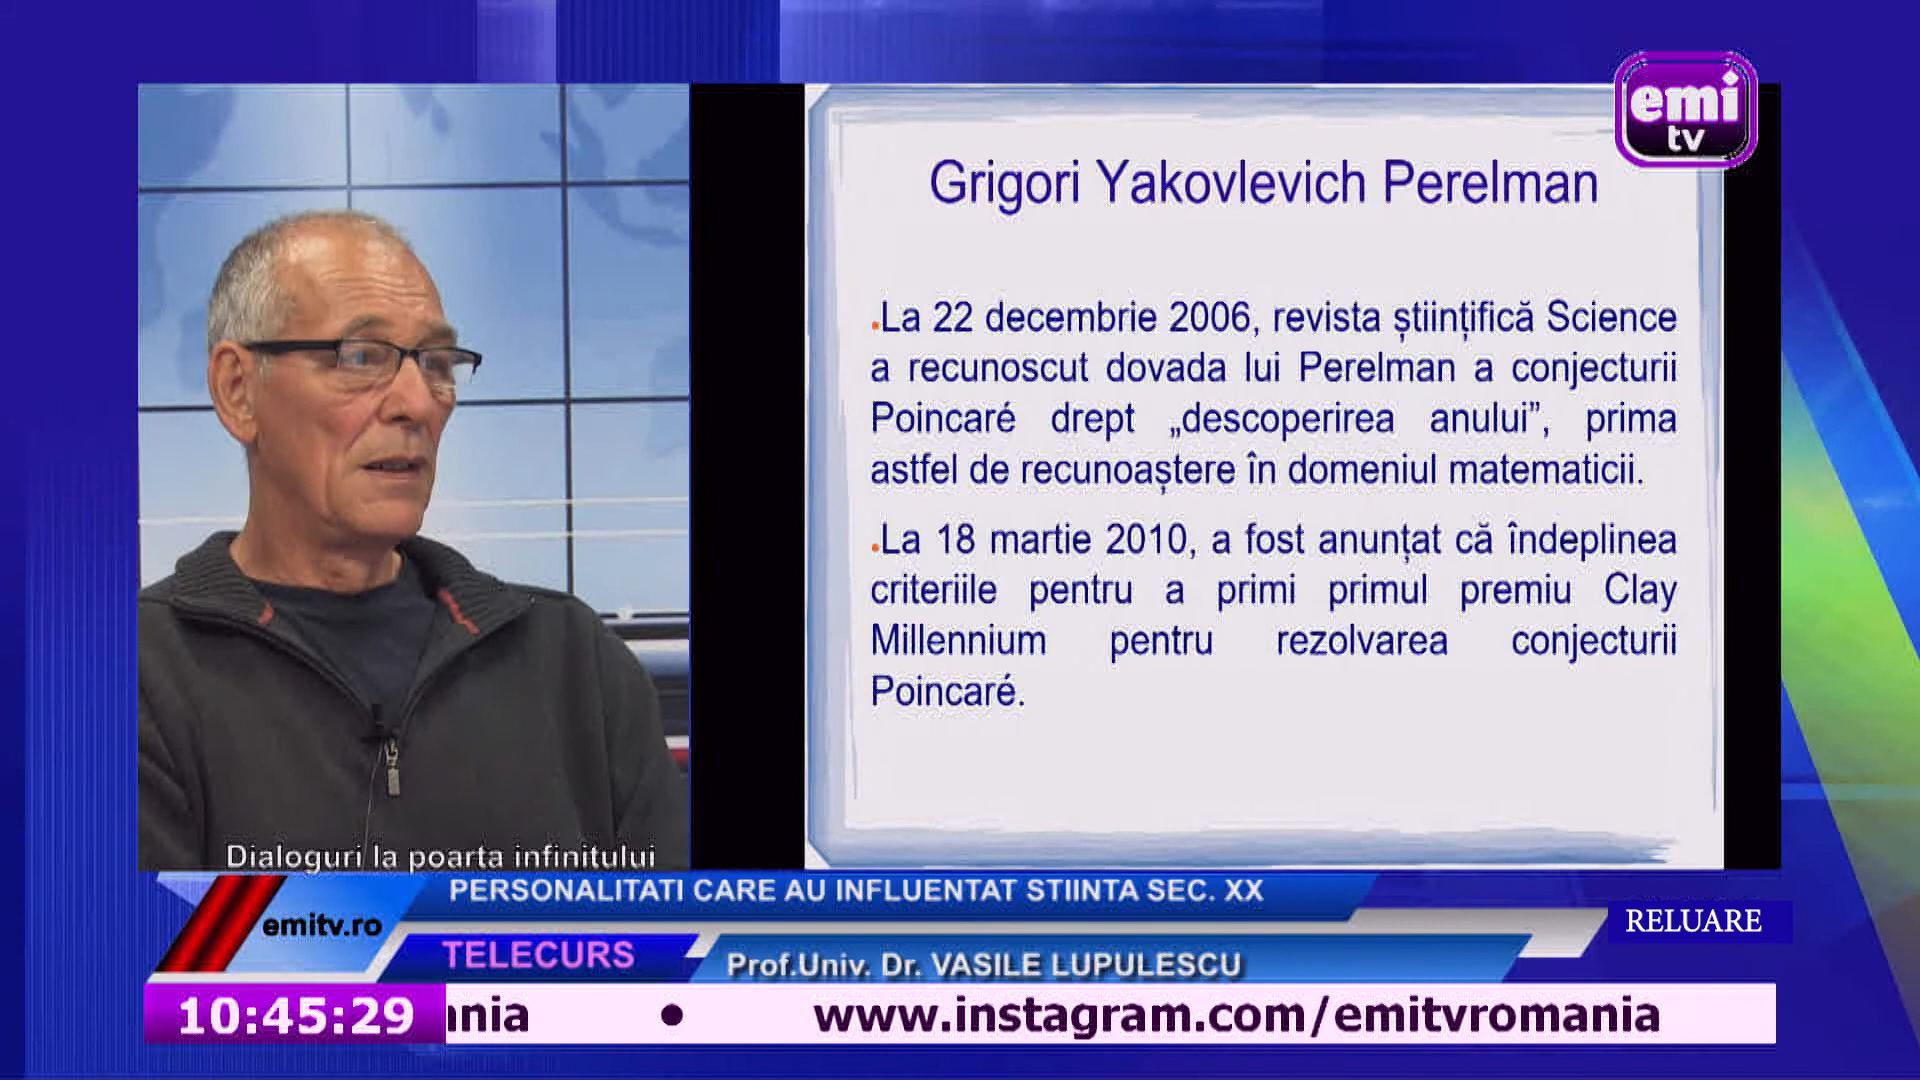 emi
tv
Grigori Yakovlevich Perelman
La 22 decembrie 2006, revista științifică Science
a recunoscut dovada lui Perelman a conjecturii
Poincaré drept „descoperirea anului”, prima
astfel de recunoaștere în domeniul matematicii.
La 18 martie 2010, a fost anunțat că îndeplinea
criteriile pentru a primi primul premiu Clay
Millennium pentru rezolvarea conjecturii
Poincaré.
Dialoguri la poarta infinitului
PERSONALITATI CARE AU INFLUENTAT STIINTA SEC. XX
emitv.ro
RELUARE
TELECURS
Prof.Univ. Dr. VASILE LUPULESCU
10:45:29 nia • www.instagram.com/emitvromania